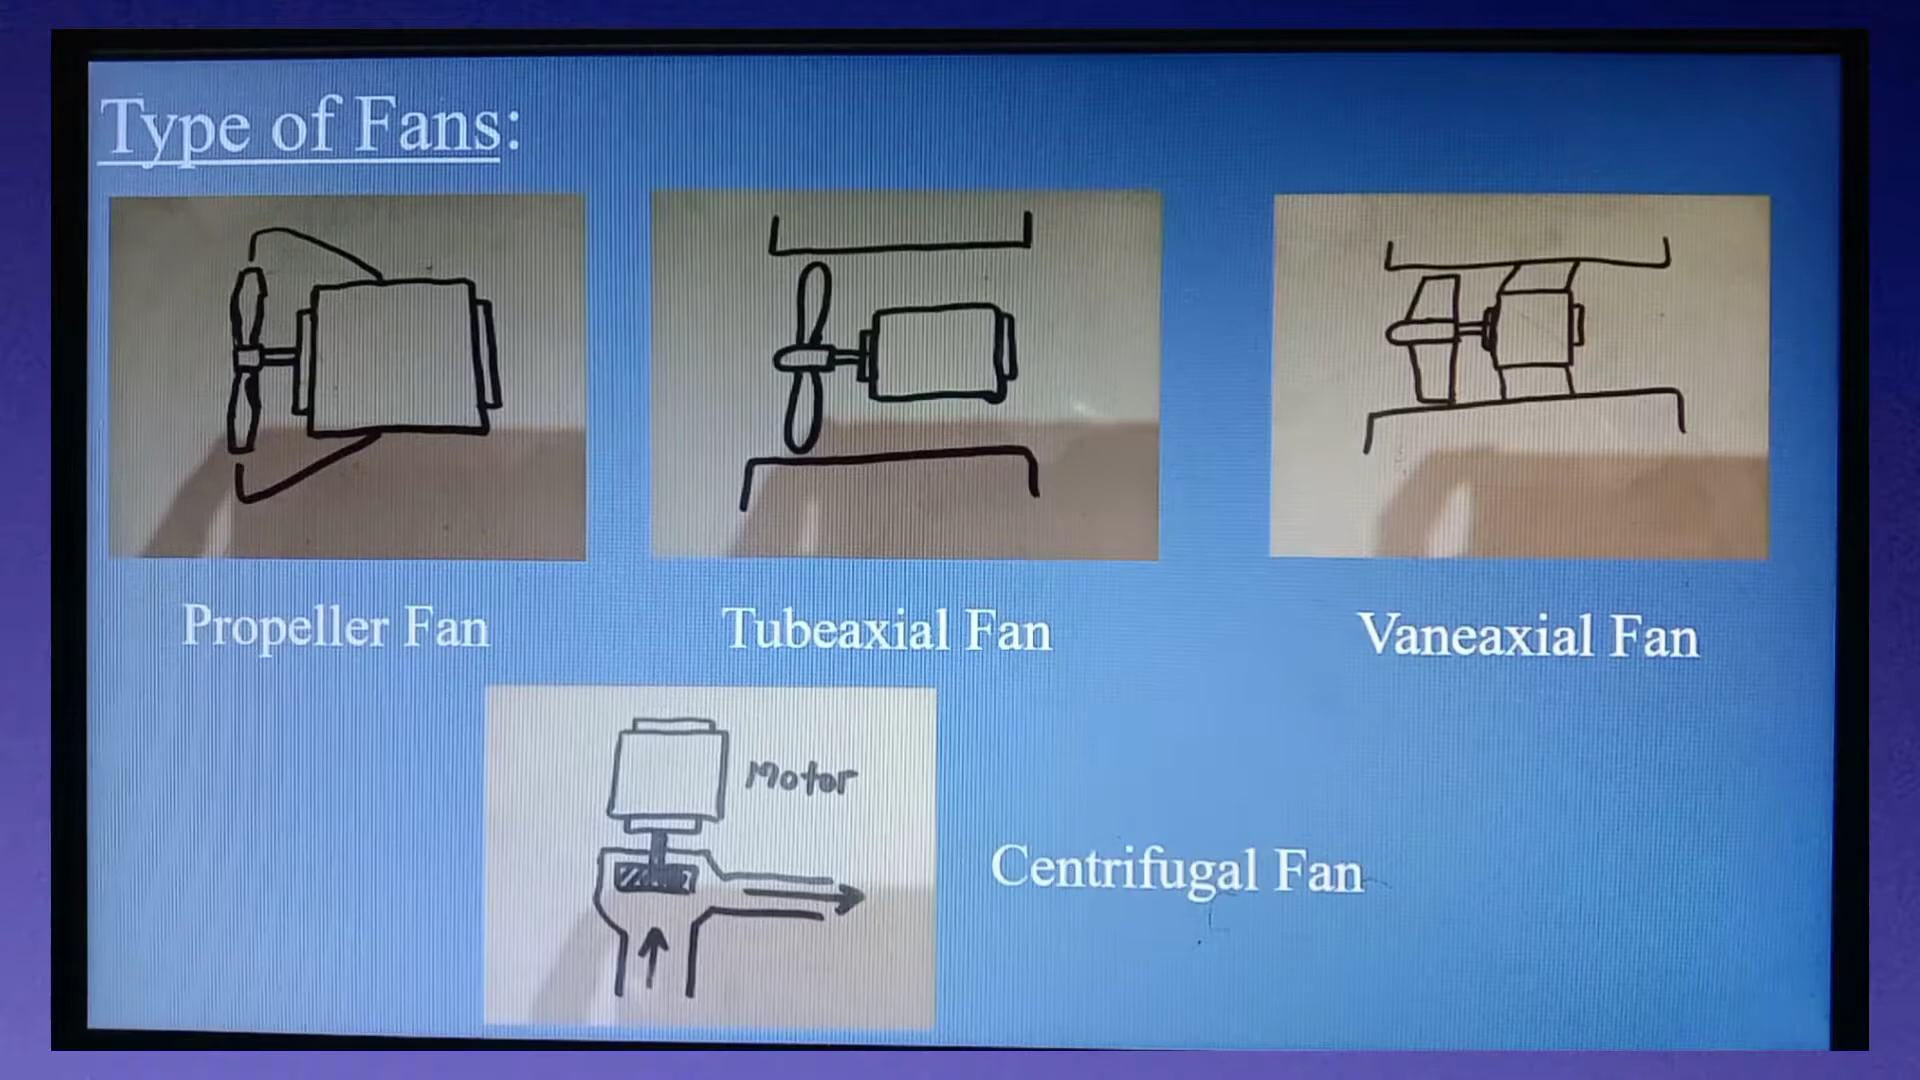 Type of Fans:
Propeller Fan
Tubeaxial Fan
Vaneaxial Fan
Motor
Centrifugal Fan